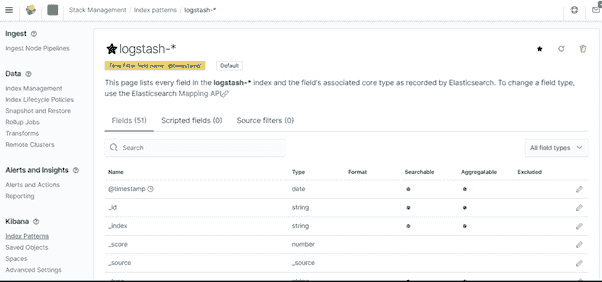 Stack Management / Index patterns / logstash-*
Ingest
Ingest Node Pipelines
Data
Index Management
Index Lifecycle Policies
Snapshot and Restore
Rollup Jobs
Transforms
Remote Clusters
Alerts and Insights
Alerts and Actions
Reporting
Kibana
Index Patterns
Saved Objects
Spaces
Advanced Settings
logstash-*
Default
This page lists every field in the logstash-* index and the field's associated core type as recorded by Elasticsearch. To change a field type,
use the Elasticsearch Mapping API
Fields (51) Scripted fields (0) Source filters (0)
Search All field types
Name Type Format Searchable Aggregatable Excluded
@timestamp date
_id string
_index string
_score number
_source _source